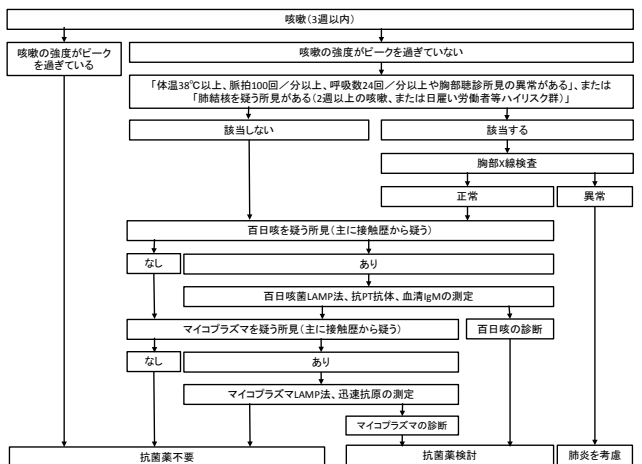 咳嗽(3週以内)
咳嗽の強度がピーク
を過ぎている
咳嗽の強度がピークを過ぎていない
「体温38℃以上、脈拍100回／分以上、呼吸数24回／分以上や胸部聴診所見の異常がある」、または
「肺結核を疑う所見がある(2週以上の咳嗽、または日雇い労働者等ハイリスク群)」
該当しない
該当する
胸部X線検査
正常
異常
百日咳を疑う所見(主に接触歴から疑う)
なし
あり
百日咳菌LAMP法、抗PT抗体、血清IgMの測定
マイコプラズマを疑う所見(主に接触歴から疑う)
百日咳の診断
なし
あり
マイコプラズマLAMP法、迅速抗原の測定
マイコプラズマの診断
抗菌薬不要
抗菌薬検討
肺炎を考慮